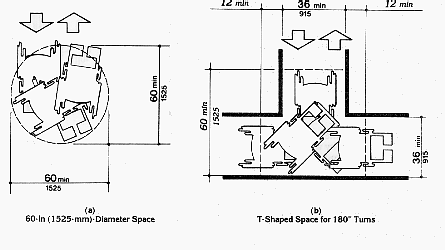 12 min
36 min
915
12 min
60 min
1525
60 min
1525
60 min
1525
36 min
915
(a)
60-in (1525-mm)-Diameter Space
(b)
T-Shaped Space for 180° Turns